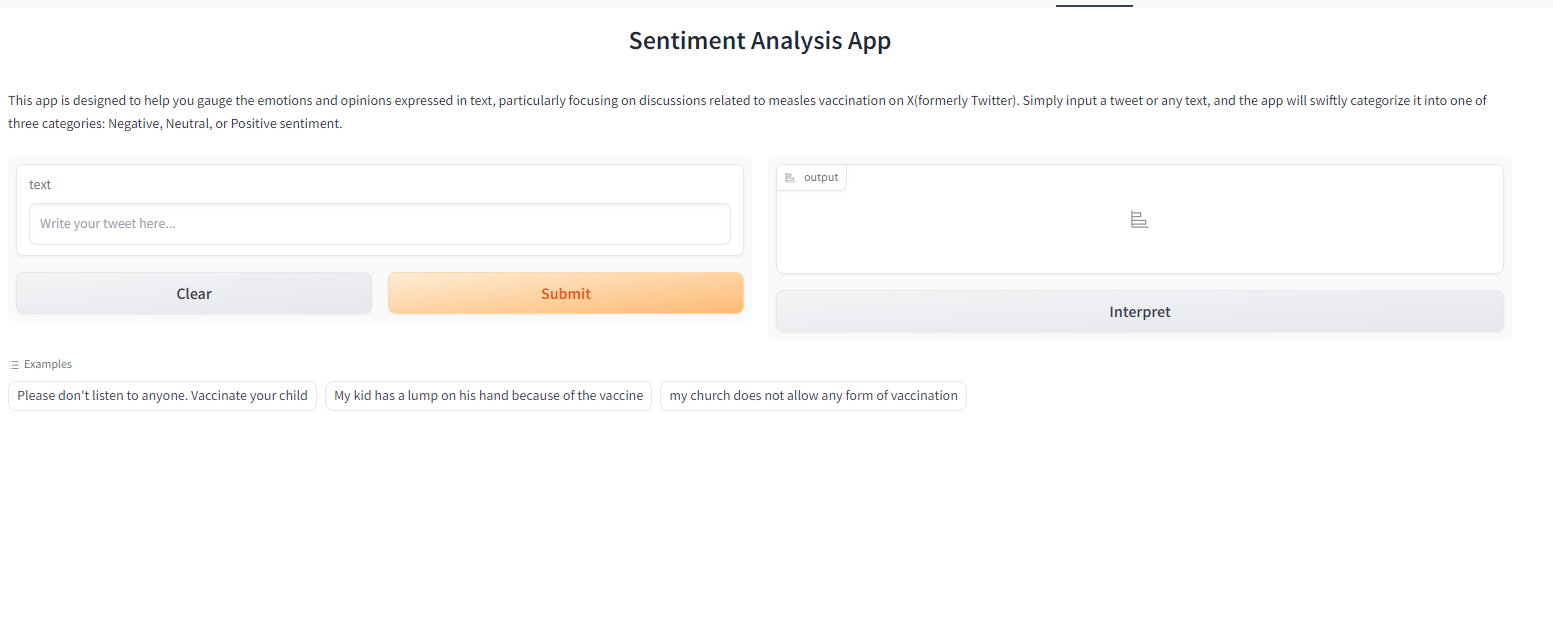 Sentiment Analysis App
This app is designed to help you gauge the emotions and opinions expressed in text, particularly focusing on discussions related to measles vaccination on X(formerly Twitter). Simply input a tweet or any text, and the app will swiftly categorize it into one of
three categories: Negative, Neutral, or Positive sentiment.
text
Write your tweet here...
Clear
Submit
output
Interpret
Examples
Please don't listen to anyone. Vaccinate your child
My kid has a lump on his hand because of the vaccine
my church does not allow any form of vaccination